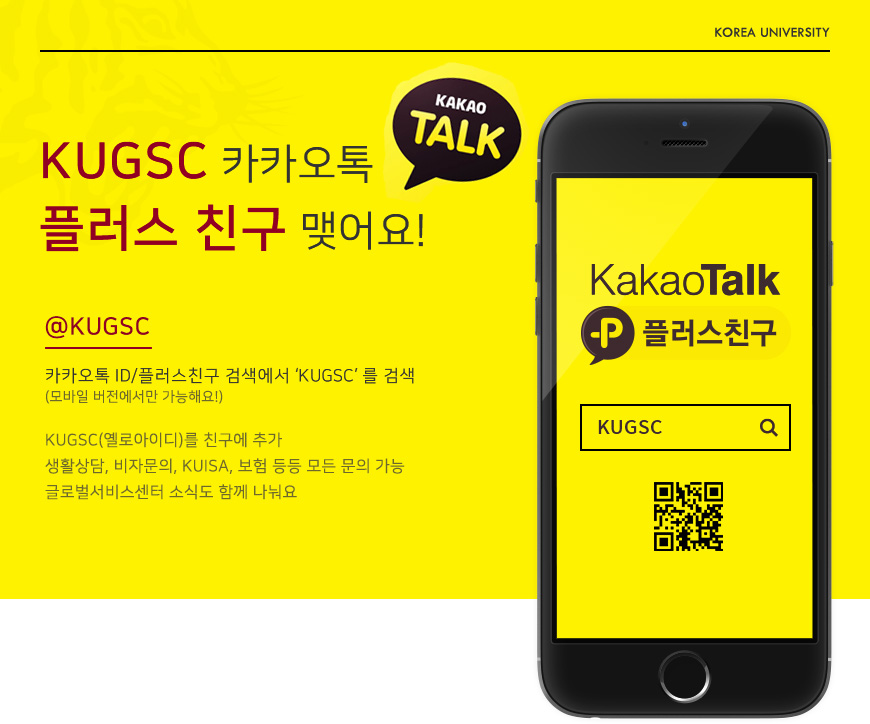 KOREA UNIVERSITY
KAKAO
TALK
KUGSC 카카오톡
플러스 친구 맺어요!
@KUGSC
카카오톡 ID/플러스친구 검색에서 ‘KUGSC’ 를 검색
(모바일 버전에서만 가능해요!)
KUGSC(옐로아이디)를 친구에 추가
생활상담, 비자문의, KUISA, 보험 등등 모든 문의 가능
글로벌서비스센터 소식도 함께 나눠요
KakaoTalk
P 플러스친구
KUGSC